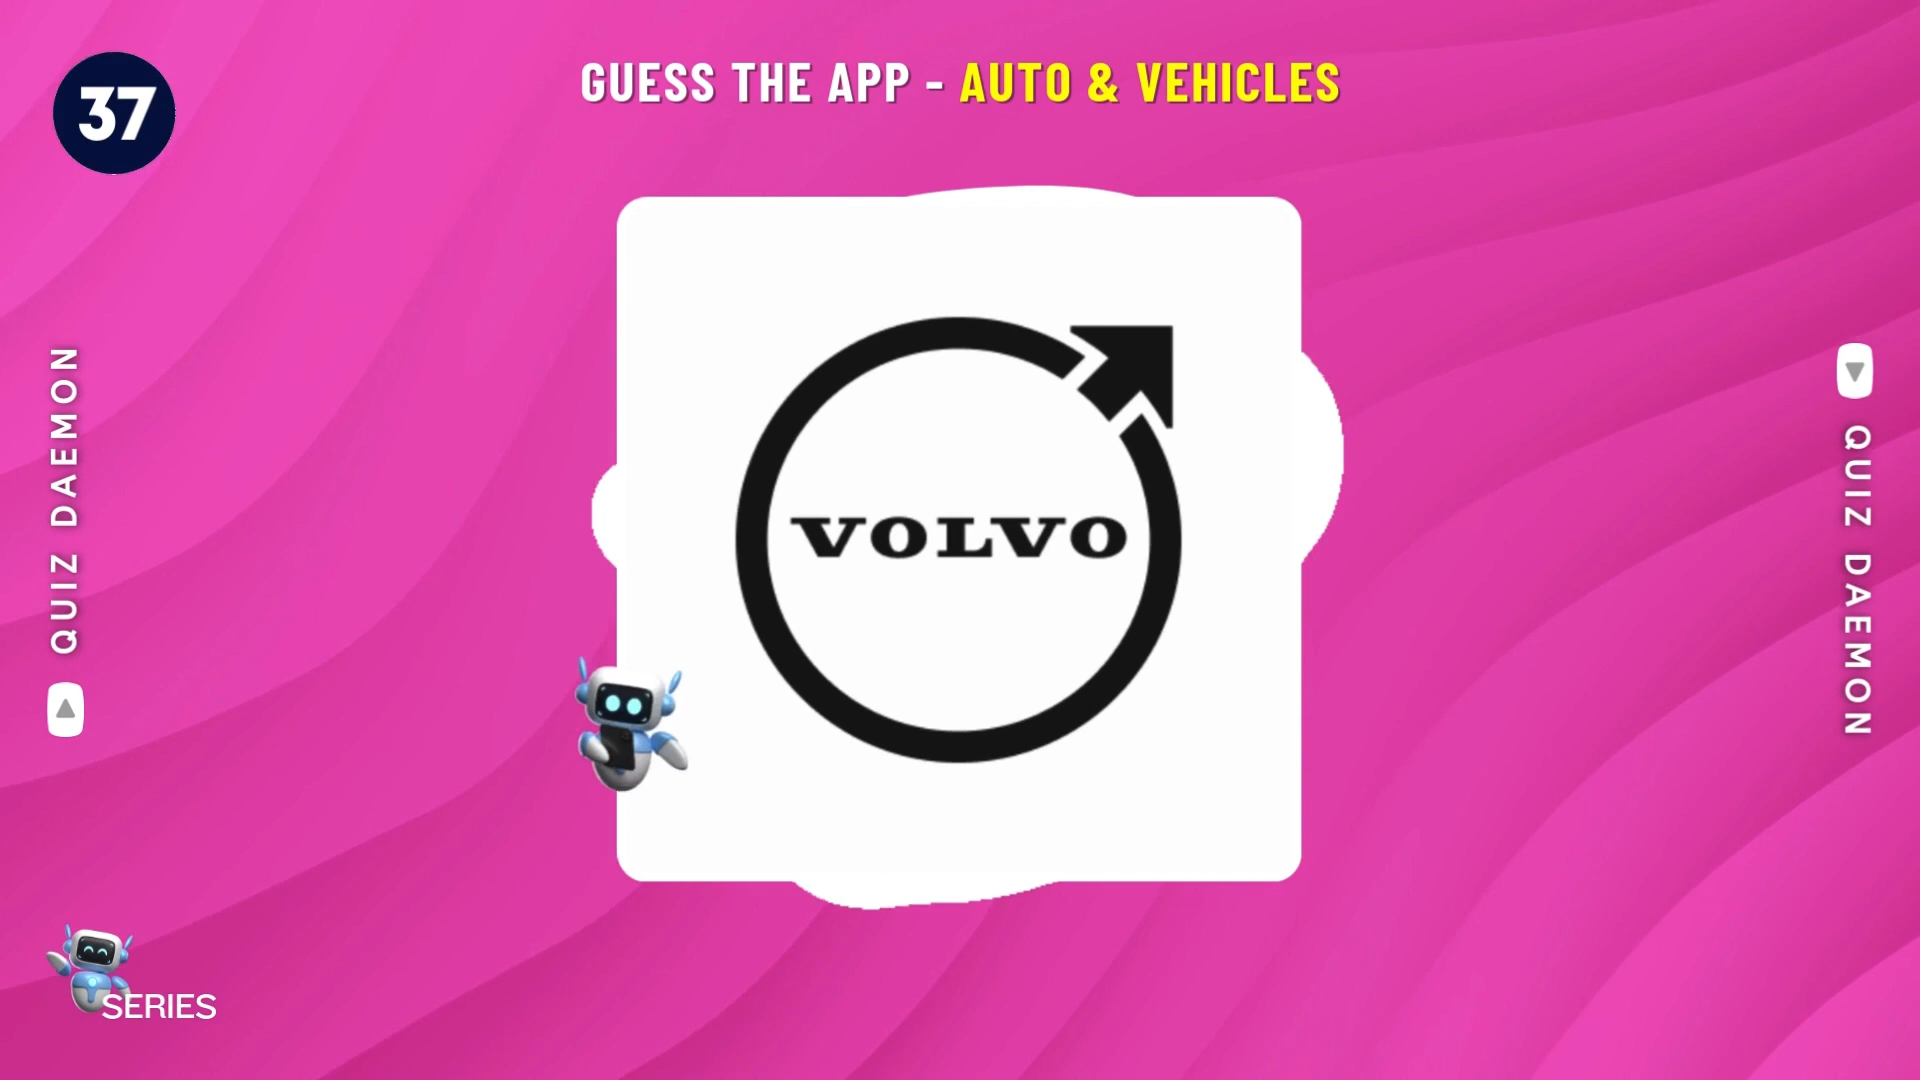 37
GUESS THE APP - AUTO & VEHICLES
QUIZ DAEMON
VOLVO
QUIZ DAEMON
SERIES